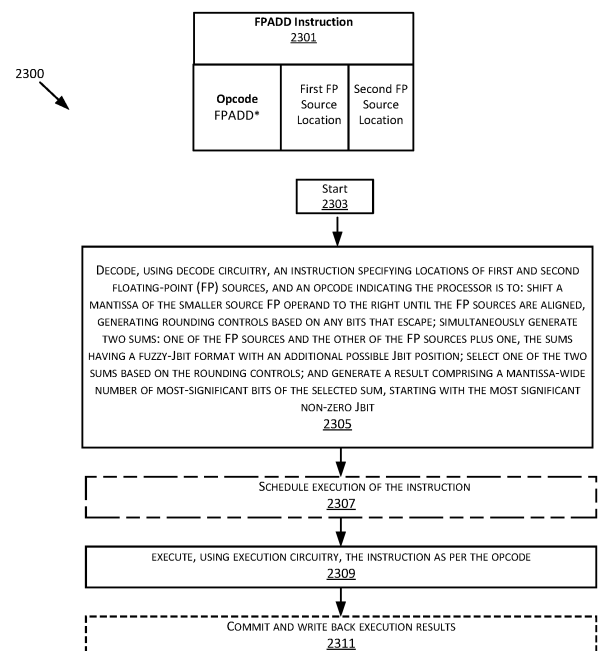 FPADD Instruction
2301
2300
Opcode
FPADD*
First FP
Source
Location
Second FP
Source
Location
Start
2303
DECODE, USING DECODE CIRCUITRY, AN INSTRUCTION SPECIFYING LOCATIONS OF FIRST AND SECOND
FLOATING-POINT (FP) SOURCES, AND AN OPCODE INDICATING THE PROCESSOR IS TO: SHIFT A
MANTISSA OF THE SMALLER SOURCE FP OPERAND TO THE RIGHT UNTIL THE FP SOURCES ARE ALIGNED,
GENERATING ROUNDING CONTROLS BASED ON ANY BITS THAT ESCAPE; SIMULTANEOUSLY GENERATE
TWO SUMS: ONE OF THE FP SOURCES AND THE OTHER OF THE FP SOURCES PLUS ONE, THE SUMS
HAVING A FUZZY-JBIT FORMAT WITH AN ADDITIONAL POSSIBLE JBIT POSITION; SELECT ONE OF THE TWO
SUMS BASED ON THE ROUNDING CONTROLS; AND GENERATE A RESULT COMPRISING A MANTISSA-WIDE
NUMBER OF MOST-SIGNIFICANT BITS OF THE SELECTED SUM, STARTING WITH THE MOST SIGNIFICANT
NON-ZERO JBIT
2305
SCHEDULE EXECUTION OF THE INSTRUCTION
2307
EXECUTE, USING EXECUTION CIRCUITRY, THE INSTRUCTION AS PER THE OPCODE
2309
COMMIT AND WRITE BACK EXECUTION RESULTS
2311